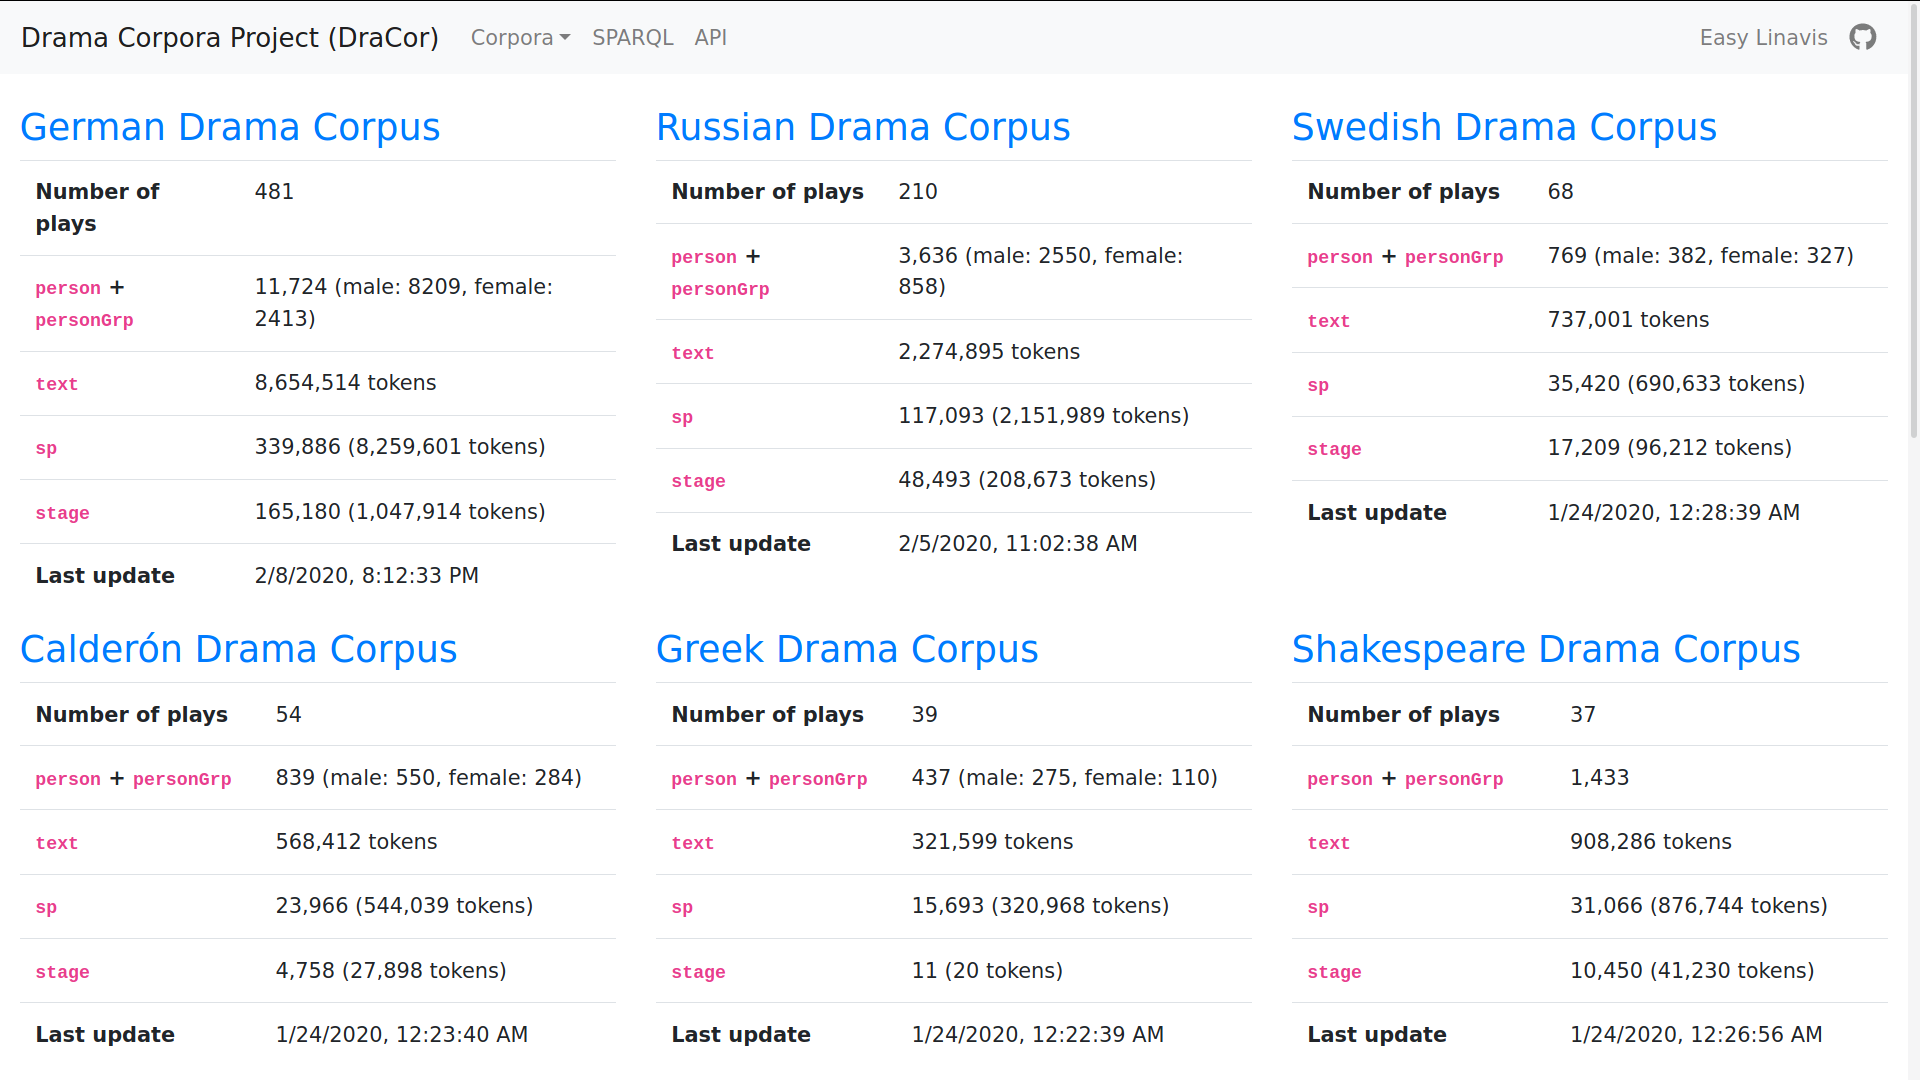 Drama Corpora Project (DraCor) Corpora SPARQL API Easy Linavis
German Drama Corpus
Number of
plays 481
person +
personGrp 11,724 (male: 8209, female:
2413)
text 8,654,514 tokens
sp 339,886 (8,259,601 tokens)
stage 165,180 (1,047,914 tokens)
Last update 2/8/2020, 8:12:33 PM
Russian Drama Corpus
Number of plays 210
person +
personGrp 3,636 (male: 2550, female:
858)
text 2,274,895 tokens
sp 117,093 (2,151,989 tokens)
stage 48,493 (208,673 tokens)
Last update 2/5/2020, 11:02:38 AM
Swedish Drama Corpus
Number of plays 68
person + personGrp 769 (male: 382, female: 327)
text 737,001 tokens
sp 35,420 (690,633 tokens)
stage 17,209 (96,212 tokens)
Last update 1/24/2020, 12:28:39 AM
Calderón Drama Corpus
Number of plays 54
person + personGrp 839 (male: 550, female: 284)
text 568,412 tokens
sp 23,966 (544,039 tokens)
stage 4,758 (27,898 tokens)
Last update 1/24/2020, 12:23:40 AM
Greek Drama Corpus
Number of plays 39
person + personGrp 437 (male: 275, female: 110)
text 321,599 tokens
sp 15,693 (320,968 tokens)
stage 11 (20 tokens)
Last update 1/24/2020, 12:22:39 AM
Shakespeare Drama Corpus
Number of plays 37
person + personGrp 1,433
text 908,286 tokens
sp 31,066 (876,744 tokens)
stage 10,450 (41,230 tokens)
Last update 1/24/2020, 12:26:56 AM